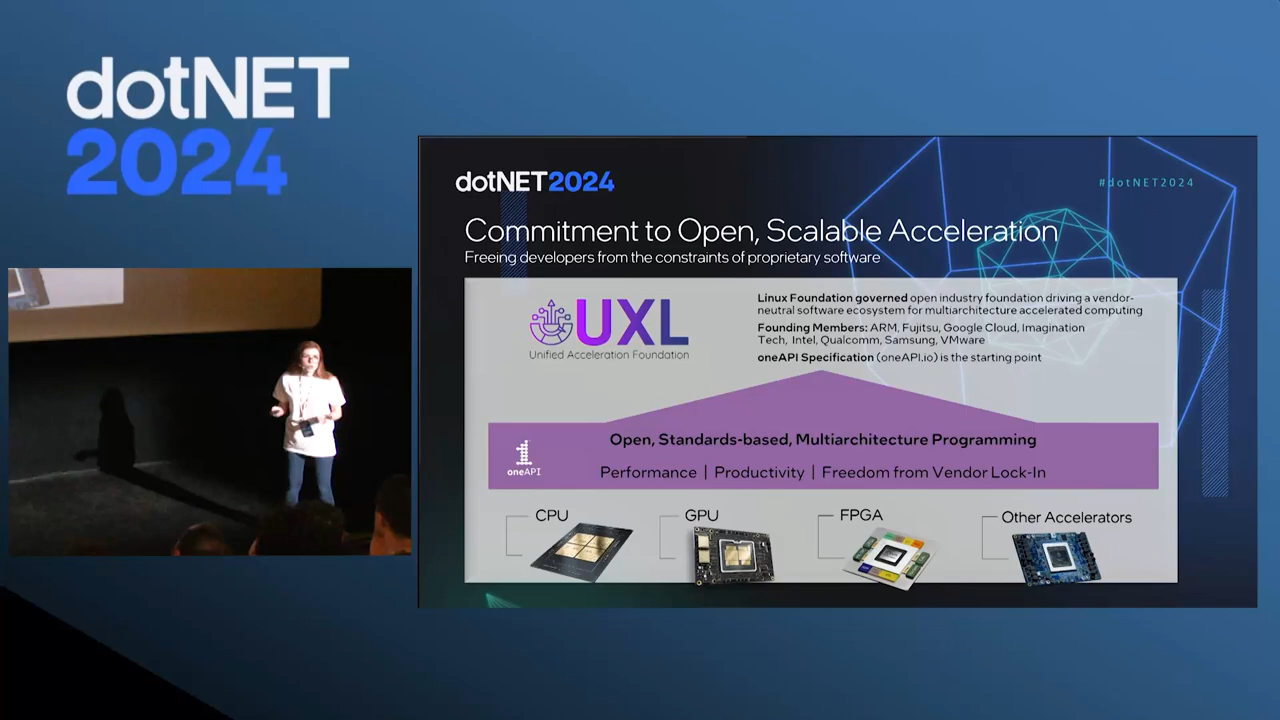 dotNET
2024
dotNET2024
#dotNET2024
Commitment to Open, Scalable Acceleration
Freeing developers from the constraints of proprietary software
UXL
Unified Acceleration Foundation
Linux Foundation governed open industry foundation driving a vendor-
neutral software ecosystem for multiarchitecture accelerated computing
Founding Members: ARM, Fujitsu, Google Cloud, Imagination
Tech, Intel, Qualcomm, Samsung, VMware
oneAPI Specification (oneAPI.io) is the starting point
1
oneAPI
Open, Standards-based, Multiarchitecture Programming
Performance | Productivity | Freedom from Vendor Lock-In
CPU
GPU
FPGA
Other Accelerators